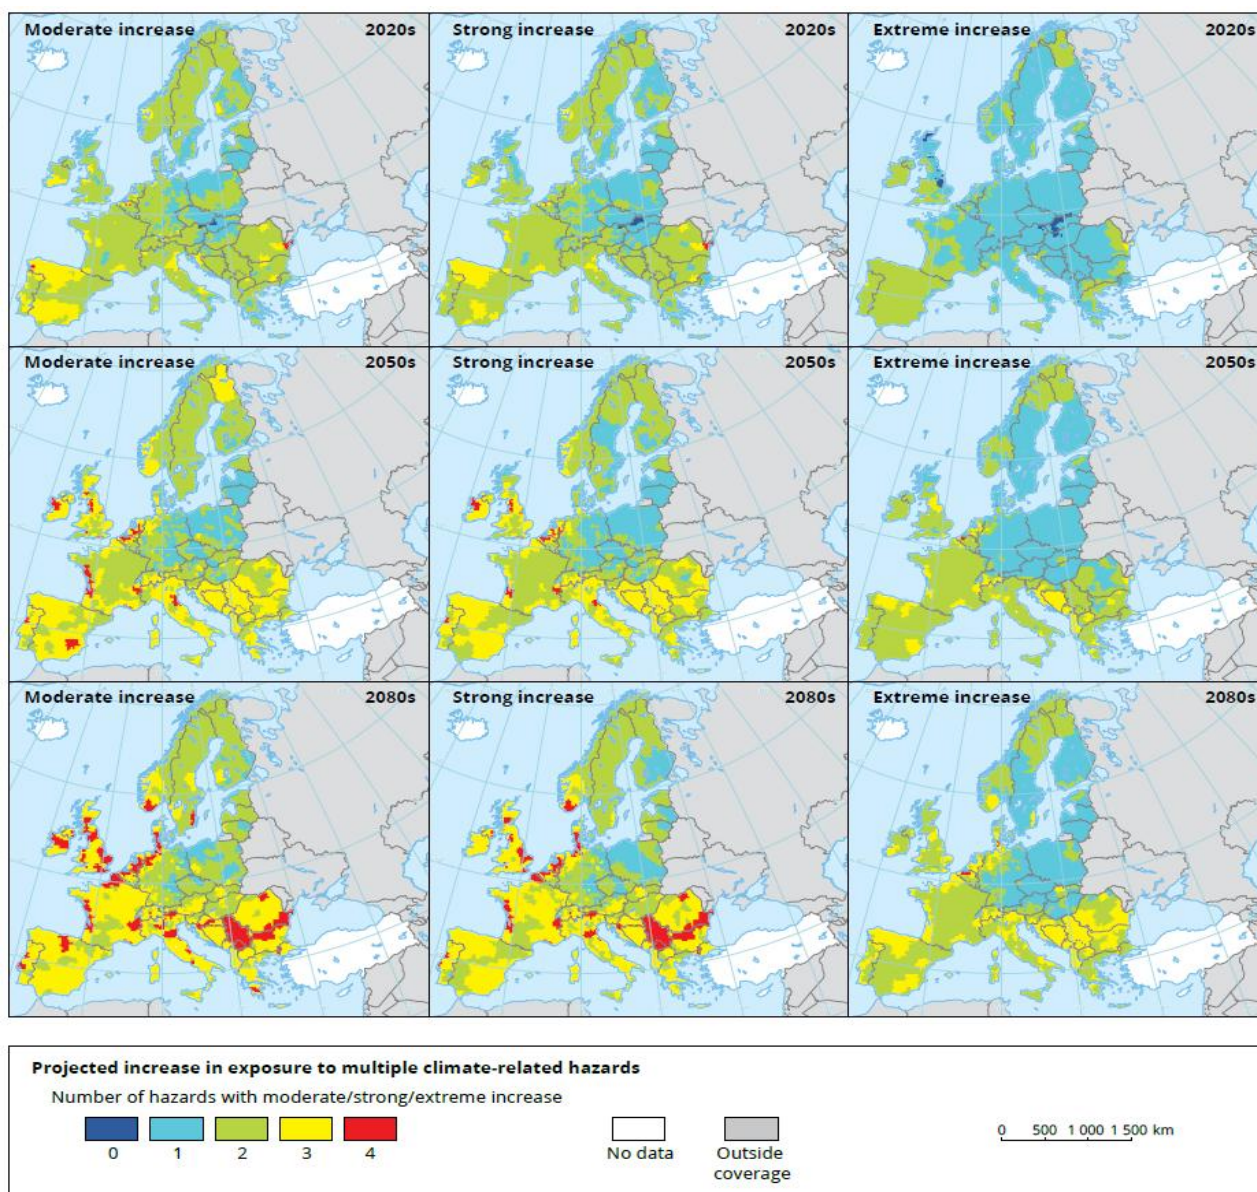 Moderate increase 2020s
Strong increase 2020s
Extreme increase 2020s
Moderate increase 2050s
Strong increase 2050s
Extreme increase 2050s
Moderate increase 2080s
Strong increase 2080s
Extreme increase 2080s
Projected increase in exposure to multiple climate-related hazards
Number of hazards with moderate/strong/extreme increase
0 1 2 3 4
No data
Outside
coverage
0 500 1 000 1 500 km